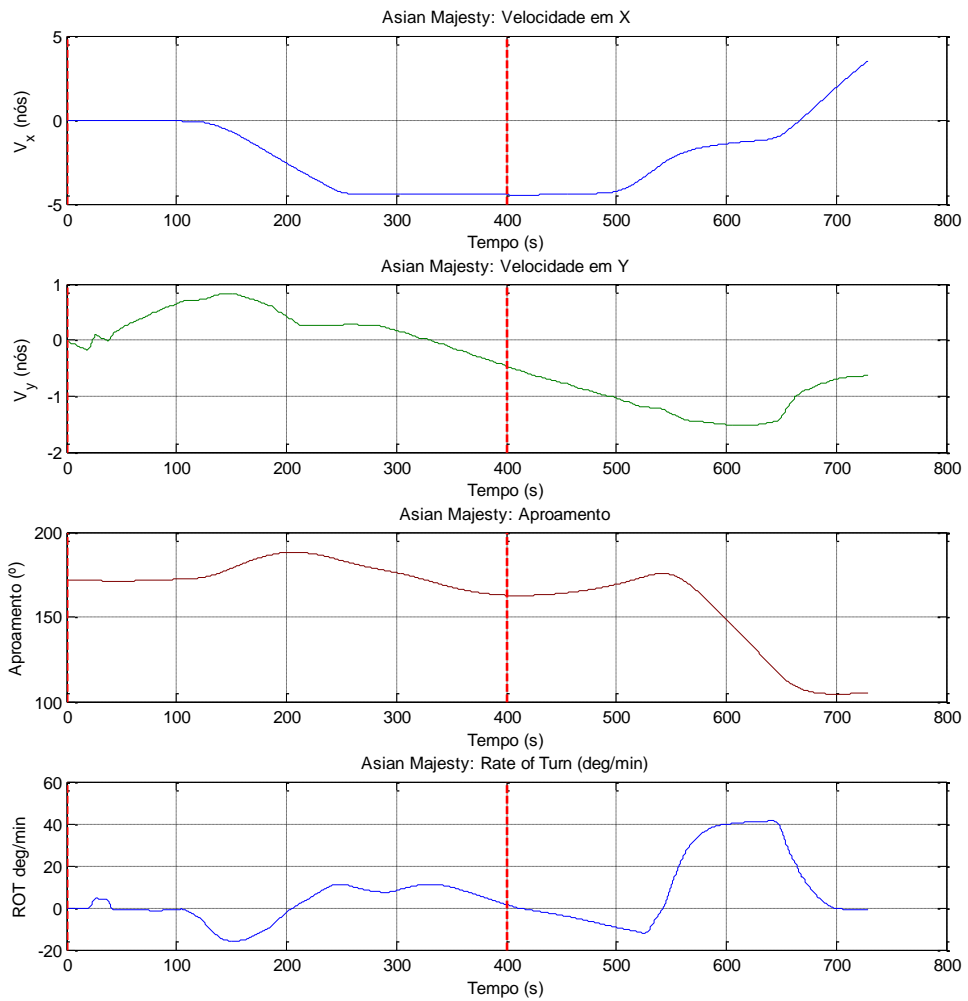 Asian Majesty: Velocidade em X
5
0
-5
V_x (nós)
0 100 200 300 400 500 600 700 800
Tempo (s)
Asian Majesty: Velocidade em Y
1
0
-1
-2
V_y (nós)
0 100 200 300 400 500 600 700 800
Tempo (s)
Asian Majesty: Aproamento
200
150
100
Aproamento (º)
0 100 200 300 400 500 600 700 800
Tempo (s)
Asian Majesty: Rate of Turn (deg/min)
60
40
20
0
-20
ROT deg/min
0 100 200 300 400 500 600 700 800
Tempo (s)